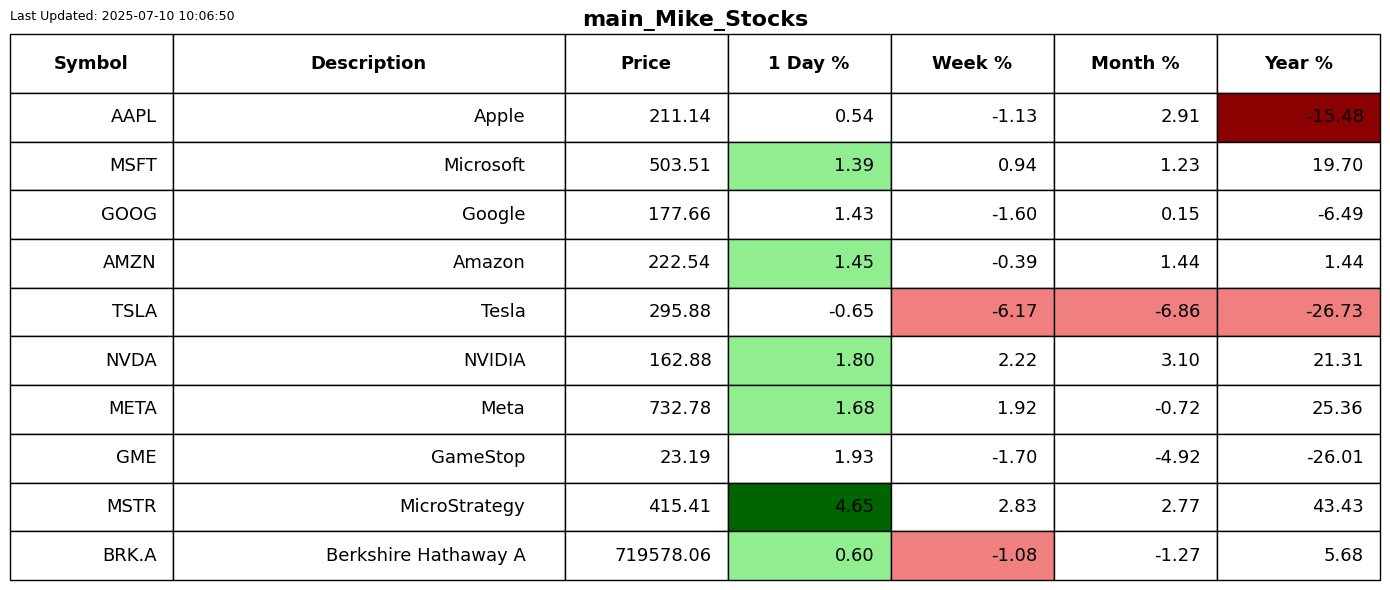 Last Updated: 2025-07-10 10:06:50
main_Mike_Stocks
Symbol Description Price 1 Day % Week % Month % Year %
AAPL Apple 211.14 0.54 -1.13 2.91 -15.48
MSFT Microsoft 503.51 1.39 0.94 1.23 19.70
GOOG Google 177.66 1.43 -1.60 0.15 -6.49
AMZN Amazon 222.54 1.45 -0.39 1.44 1.44
TSLA Tesla 295.88 -0.65 -6.17 -6.86 -26.73
NVDA NVIDIA 162.88 1.80 2.22 3.10 21.31
META Meta 732.78 1.68 1.92 -0.72 25.36
GME GameStop 23.19 1.93 -1.70 -4.92 -26.01
MSTR MicroStrategy 415.41 4.65 2.83 2.77 43.43
BRK.A Berkshire Hathaway A 719578.06 0.60 -1.08 -1.27 5.68